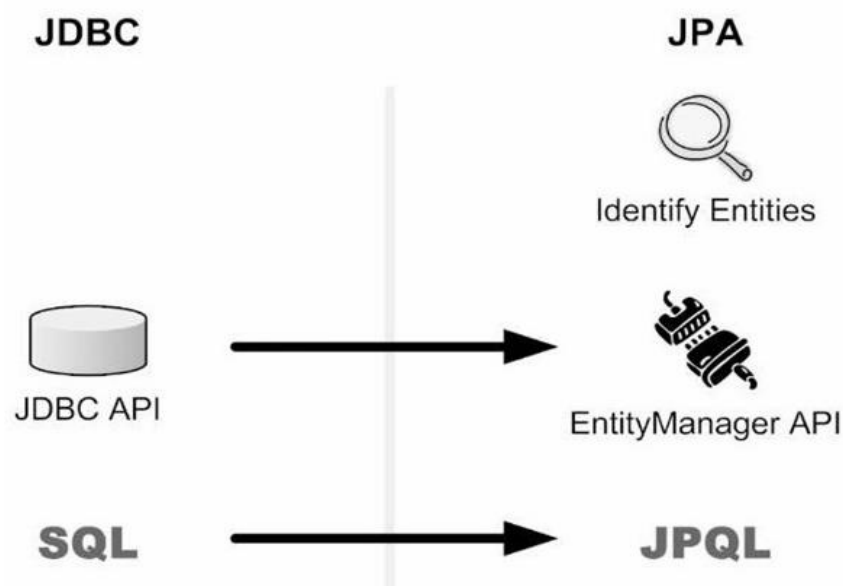 JDBC
JPA
Identify Entities
JDBC API
EntityManager API
SQL
JPQL